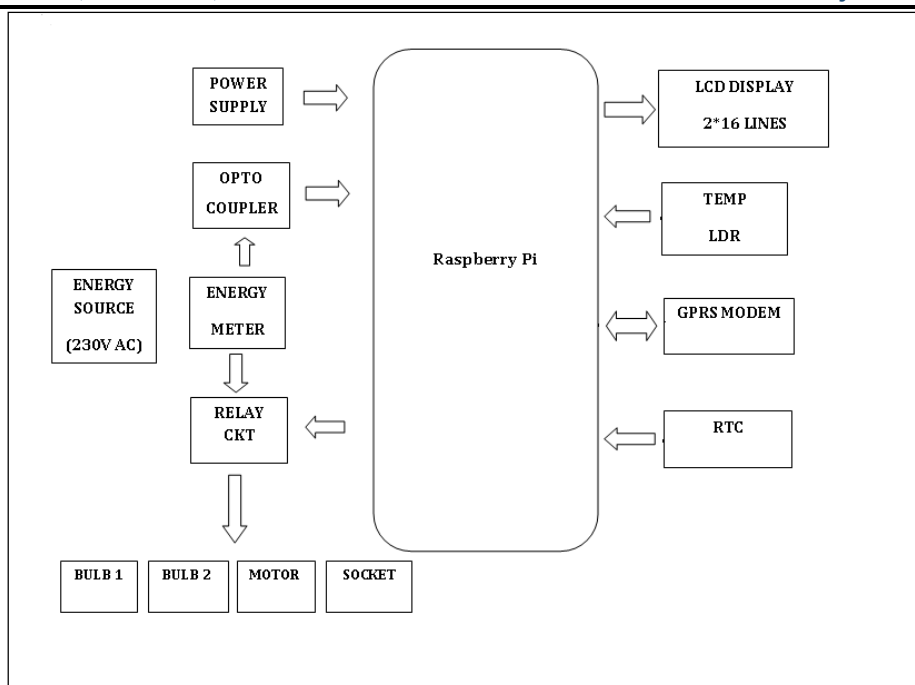 POWER
SUPPLY
LCD DISPLAY
2*16 LINES
OPTO
COUPLER
TEMP
LDR
Raspberry Pi
ENERGY
SOURCE
(230V AC)
ENERGY
METER
GPRS MODEM
RELAY
CKT
RTC
BULB 1
BULB 2
MOTOR
SOCKET